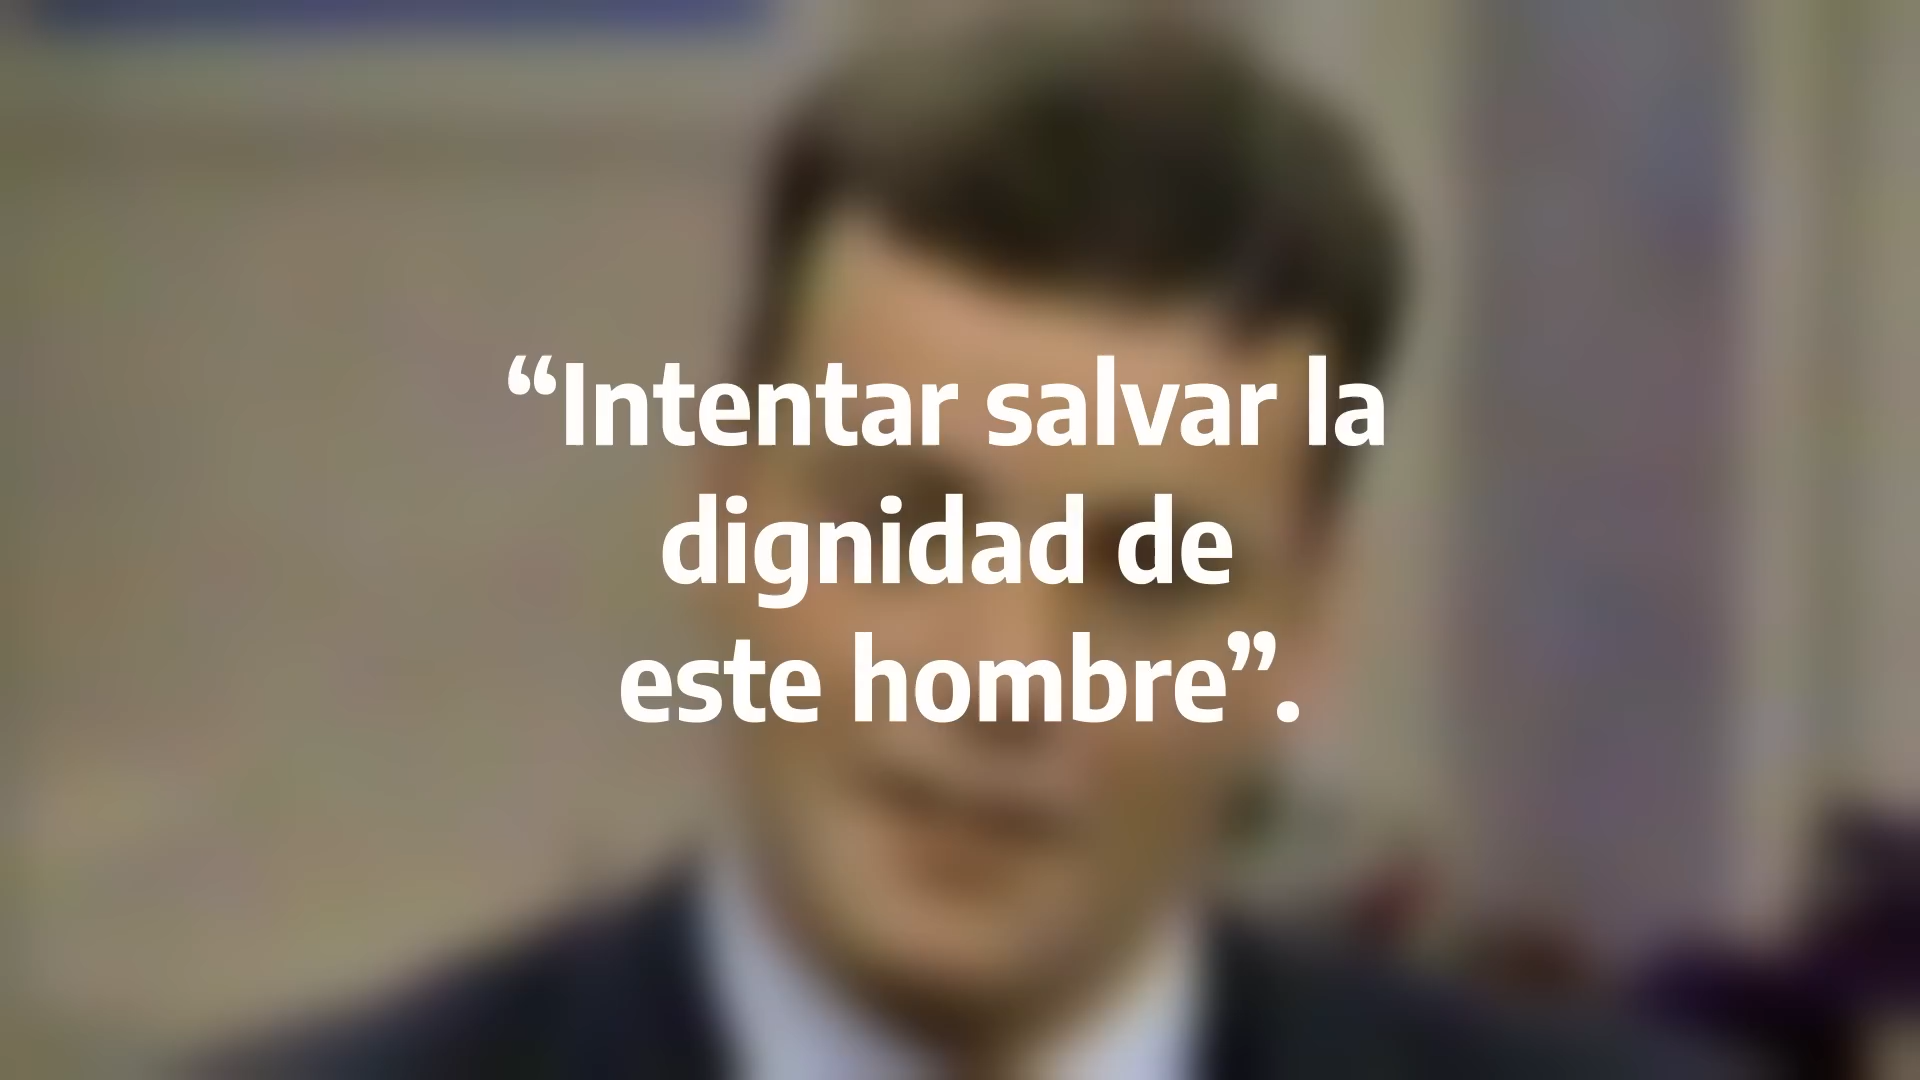 “Intentar salvar la
dignidad de
este hombre”.